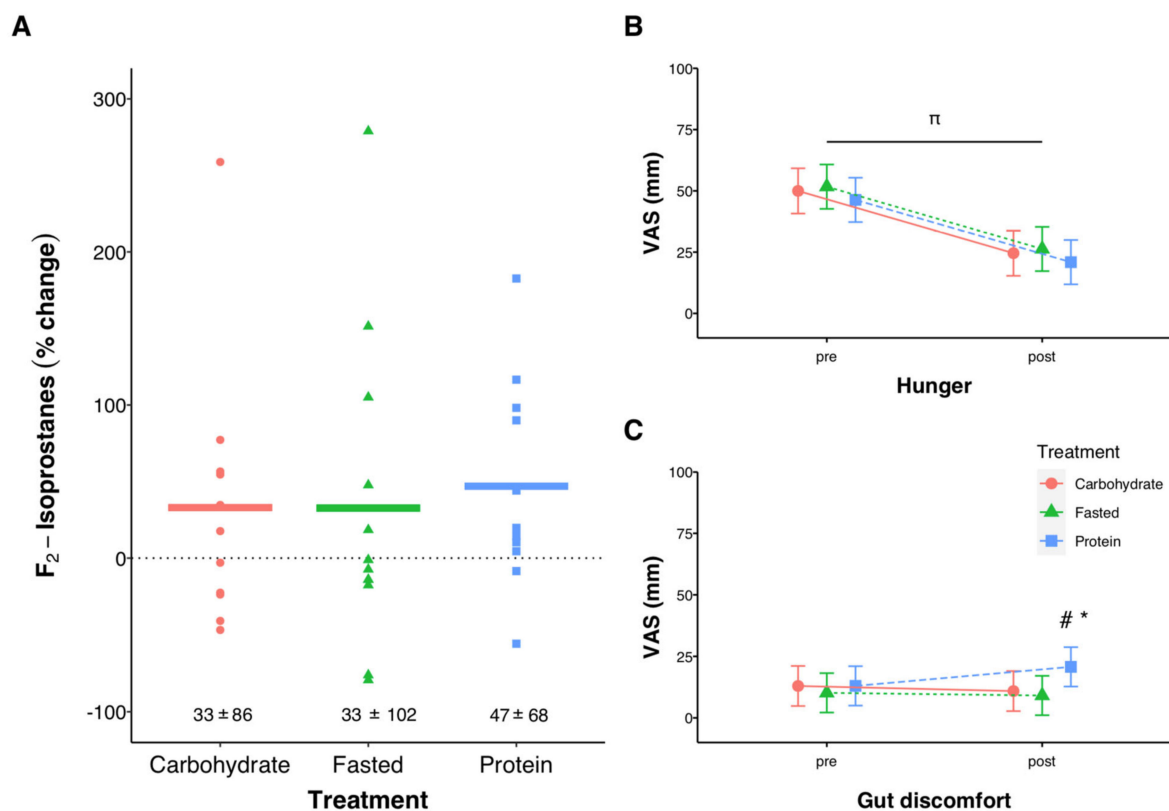 A
F₂ – Isoprostanes (% change)
300
200
100
0
-100
33 ± 86
33 ± 102
47 ± 68
Carbohydrate
Fasted
Protein
Treatment
B
VAS (mm)
100
75
50
25
0
π
pre
post
Hunger
C
VAS (mm)
100
75
50
25
0
Treatment
Carbohydrate
Fasted
Protein
# *
pre
post
Gut discomfort